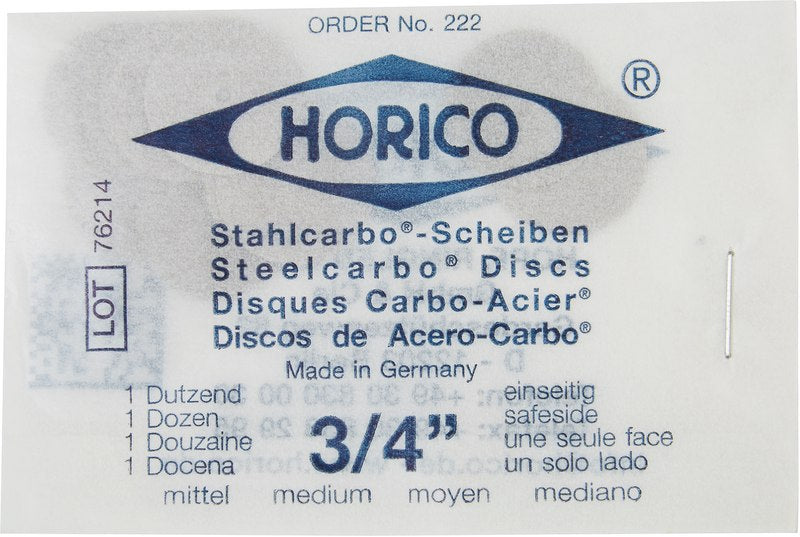 ORDER No. 222
HORICO
®
Stahlcarbo®-Scheiben
Steelcarbo® Discs
Disques Carbo-Acier®
Discos de Acero-Carbo®
Made in Germany
LOT 76214
1 Dutzend
1 Dozen
1 Douzaine
1 Docena
3/4”
einseitig
safeside
une seule face
un solo lado
mittel medium moyen mediano